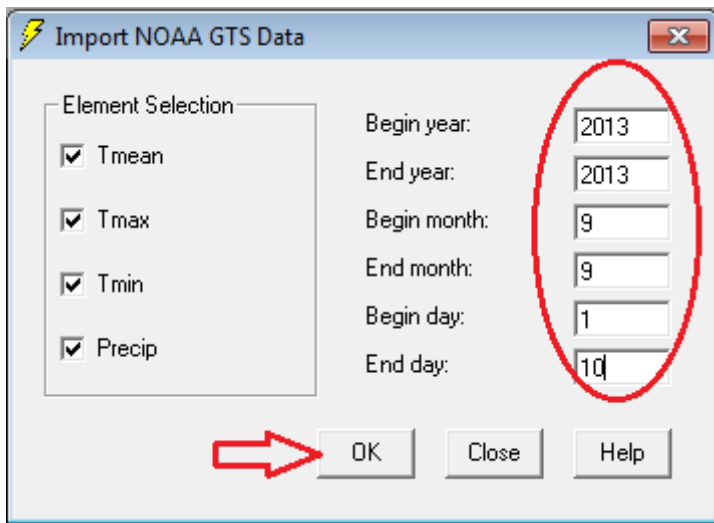 Import NOAA GTS Data
Element Selection
Tmean
Tmax
Tmin
Precip
Begin year: 2013
End year: 2013
Begin month: 9
End month: 9
Begin day: 1
End day: 10
OK Close Help